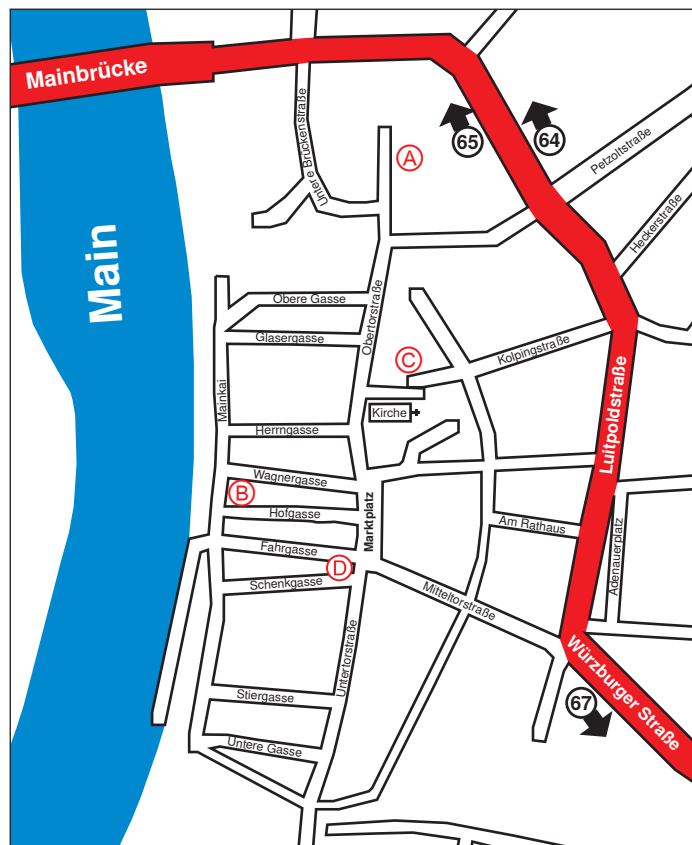 Mainbrücke
65
64
A
Untere Brückenstraße
Petzoltstraße
Heckerstraße
Main
Obere Gasse
Obertorstraße
Glasergasse
C
Kolpingstraße
Mainkai
Kirche
Luitpoldstraße
Herrngasse
Wagnergasse
B
Hofgasse
Marktplatz
Am Rathaus
Adenauerplatz
Fahrgasse
D
Schenkgasse
Mitteltorstraße
Untertorstraße
Würzburger Straße
Stiergasse
67
Untere Gasse